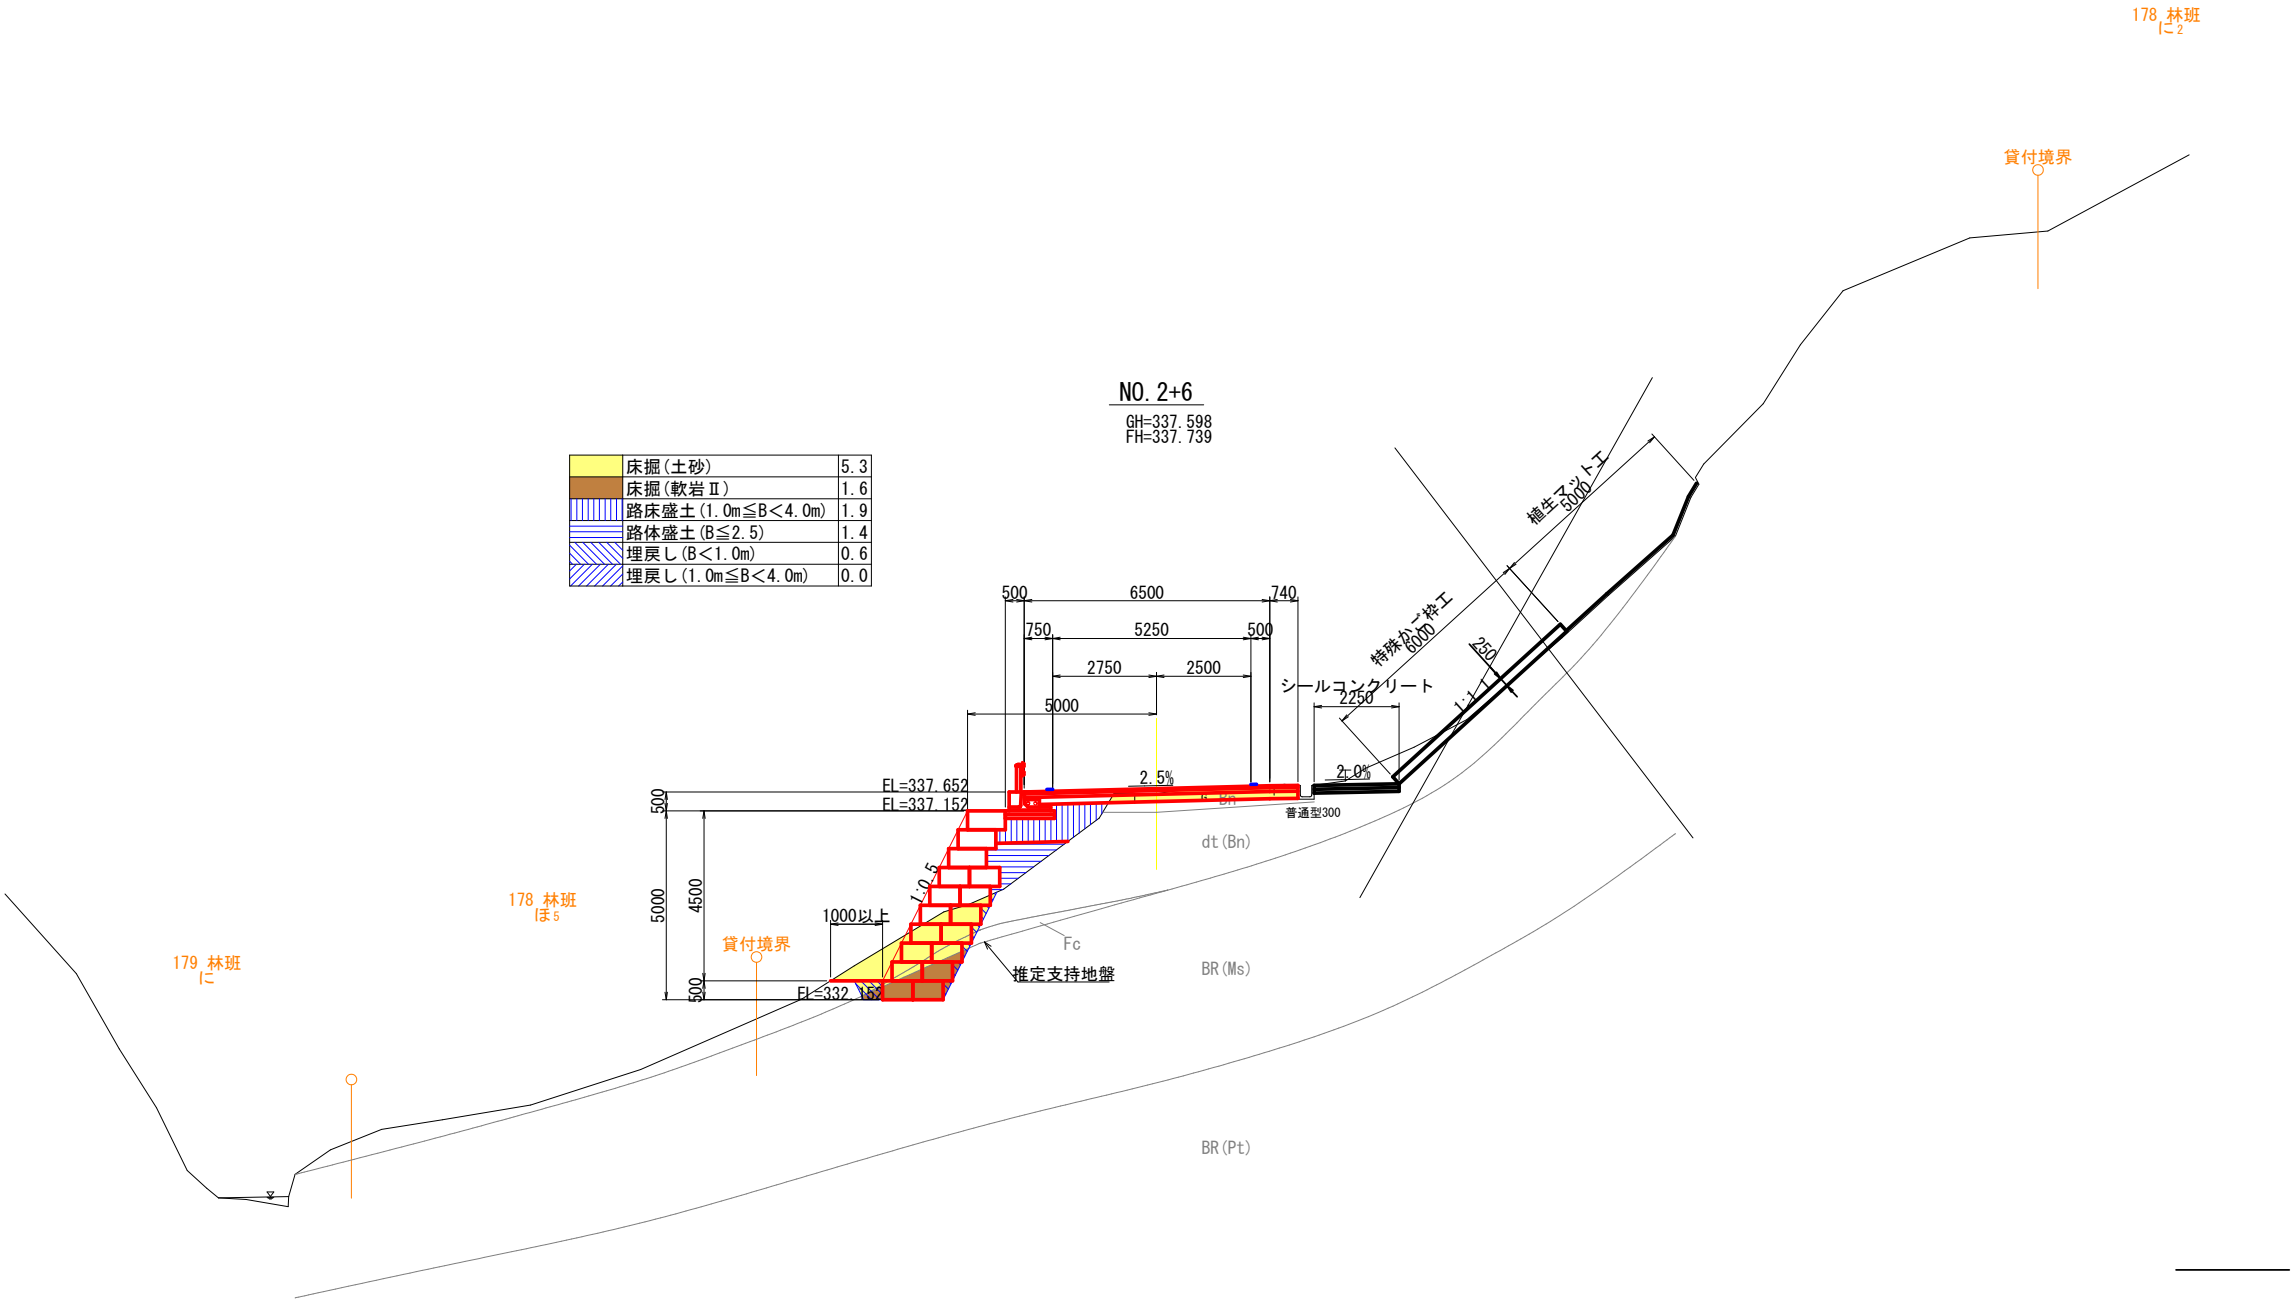 178 林班
に2
貸付境界
NO. 2+6
GH=337.598
FH=337.739
床掘(土砂) 5.3
床掘(軟岩Ⅱ) 1.6
路床盛土(1.0m≦B＜4.0m) 1.9
路体盛土(B≦2.5) 1.4
埋戻し(B＜1.0m) 0.6
埋戻し(1.0m≦B＜4.0m) 0.0
植生マット工
5000
特殊かご枠工
6000
250
1:1
500
6500
740
750
5250
500
2750
2500
シールコンクリート
2250
5000
2.5%
2.0%
EL=337.652
EL=337.152
500
Bn
普通型300
dt(Bn)
1:0.5
4500
5000
1000以上
178 林班
ほ5
貸付境界
Fc
179 林班
に
推定支持地盤
BR(Ms)
500
EL=332.152
BR(Pt)